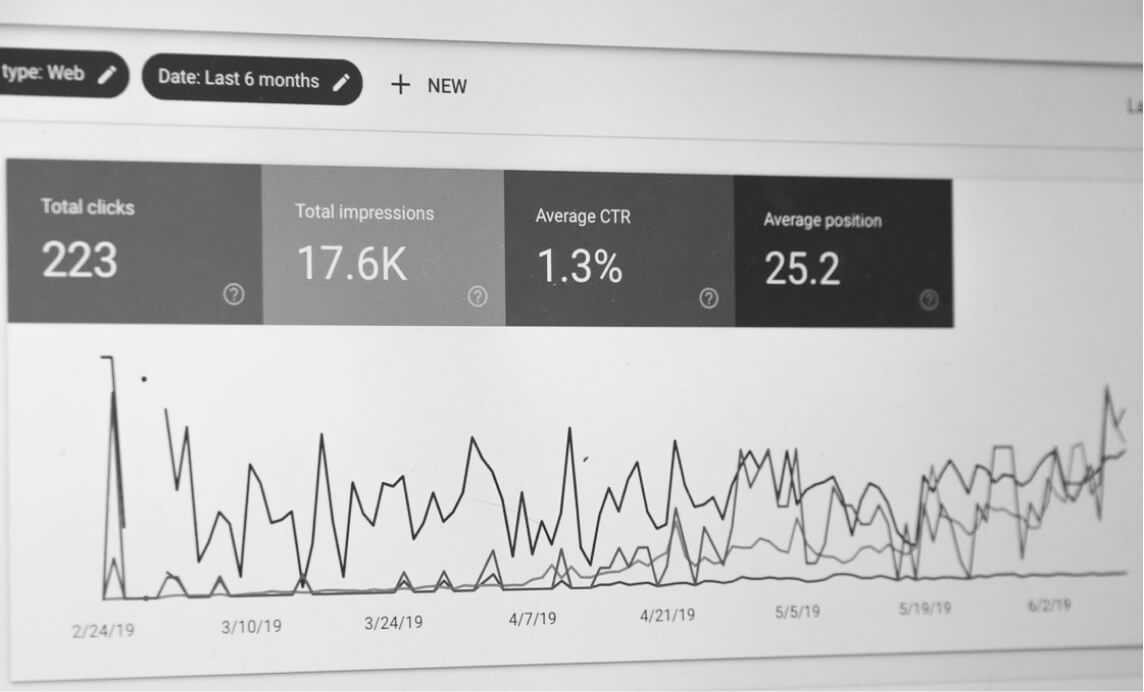 type: Web
Date: Last 6 months
+ NEW
Total clicks
223
Total impressions
17.6K
Average CTR
1.3%
Average position
25.2
2/24/19
3/10/19
3/24/19
4/7/19
4/21/19
5/5/19
5/19/19
6/2/19